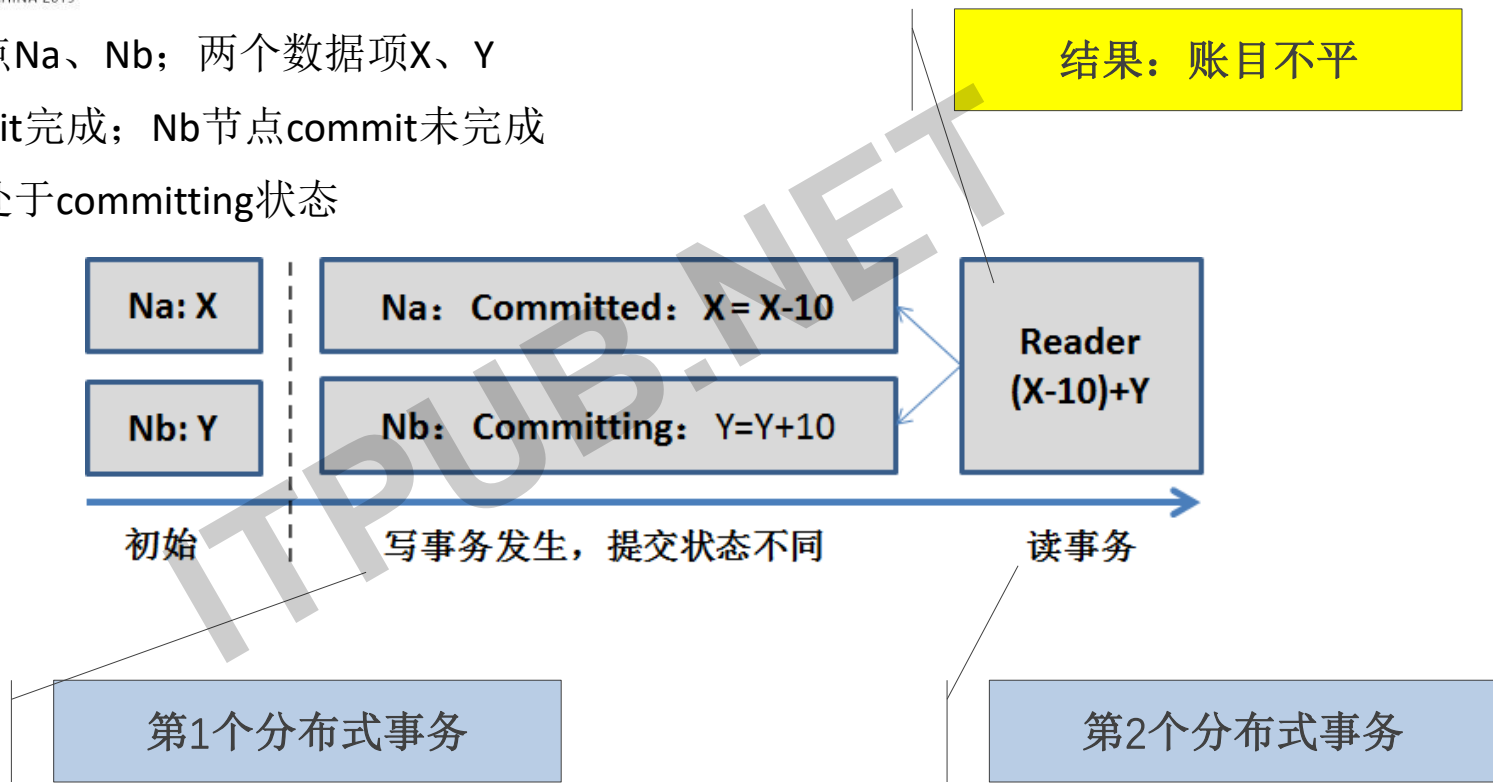 点Na、Nb；两个数据项X、Y
it完成；Nb节点commit未完成
处于committing状态
结果：账目不平
Na: X
Na： Committed：X = X-10
Reader
(X-10)+Y
Nb: Y
Nb： Committing： Y=Y+10
初始
写事务发生，提交状态不同
读事务
第1个分布式事务
第2个分布式事务
ITPUB.NET